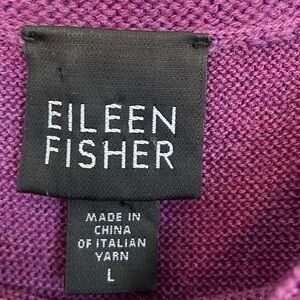 EILEEN
FISHER
MADE IN
CHINA
OF ITALIAN
YARN
L